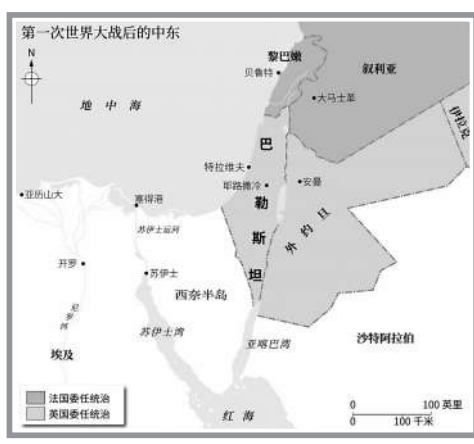 第一次世界大战后的中东
N
黎巴嫩
贝鲁特
叙利亚
大马士革
地中海
伊拉克
巴勒斯坦
特拉维夫
耶路撒冷
安曼
亚历山大
塞得港
苏伊士运河
外约旦
开罗
苏伊士
西奈半岛
尼罗河
苏伊士湾
亚喀巴湾
沙特阿拉伯
埃及
法国委任统治
英国委任统治
红海
0 100 英里
0 100 千米